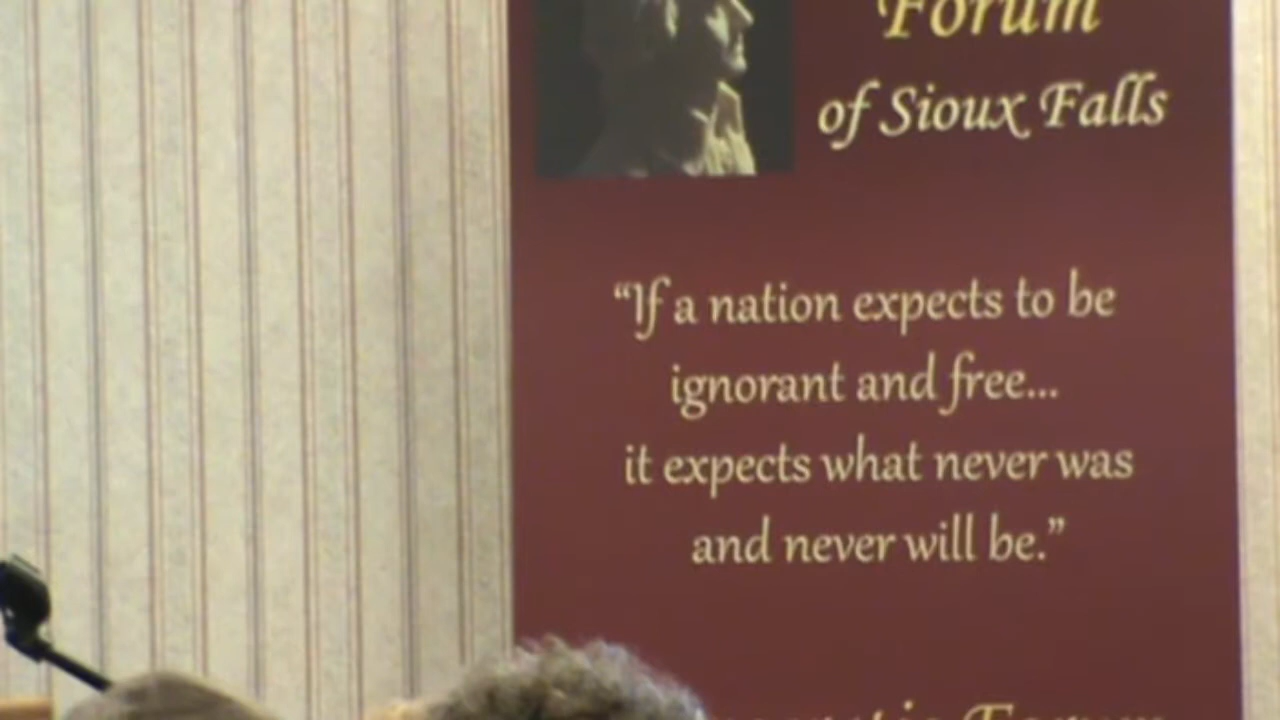 Forum
of Sioux Falls
“If a nation expects to be
ignorant and free...
it expects what never was
and never will be.”
Forum